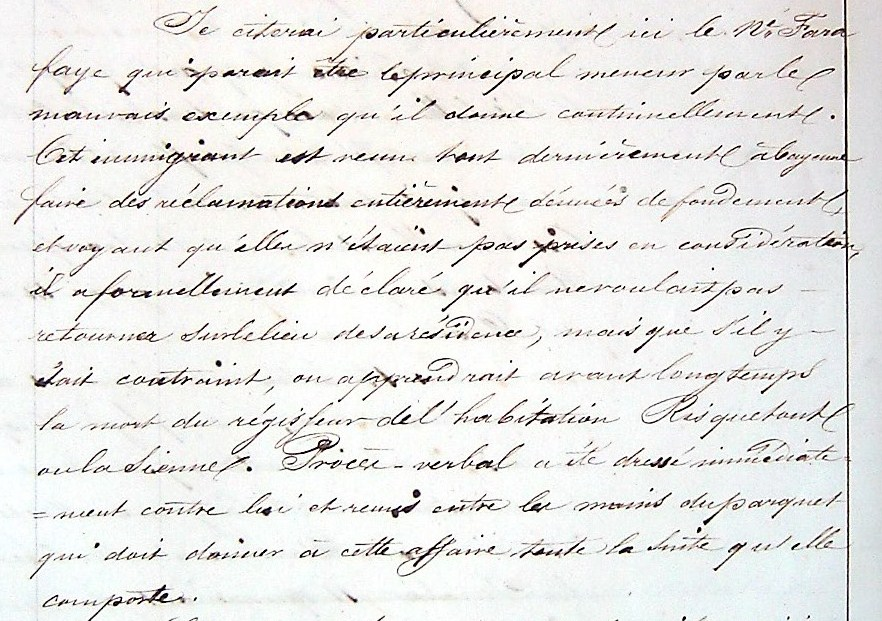 Je citerai particulièrement ici le No Fara
faye qui parait être le principal meneur par le
mauvais exemple qu'il donne continuellement.
Cet immigrant est venu tout dernièrement à Cayenne
faire des réclamations entièrement dénuées de fondement,
et voyant qu'elles n'étaient pas prises en considération,
il a formellement déclaré qu'il ne voulait pas
retourner sur le lieu de sa résidence, mais que s'il y
était contraint, on apprendrait avant longtemps
la mort du régisseur de l'habitation Risquetout
ou la sienne. Procès-verbal a été dressé immédiate=
=ment contre lui et remis entre les mains du parquet
qui doit donner à cette affaire toute la suite qu'elle
comporte.